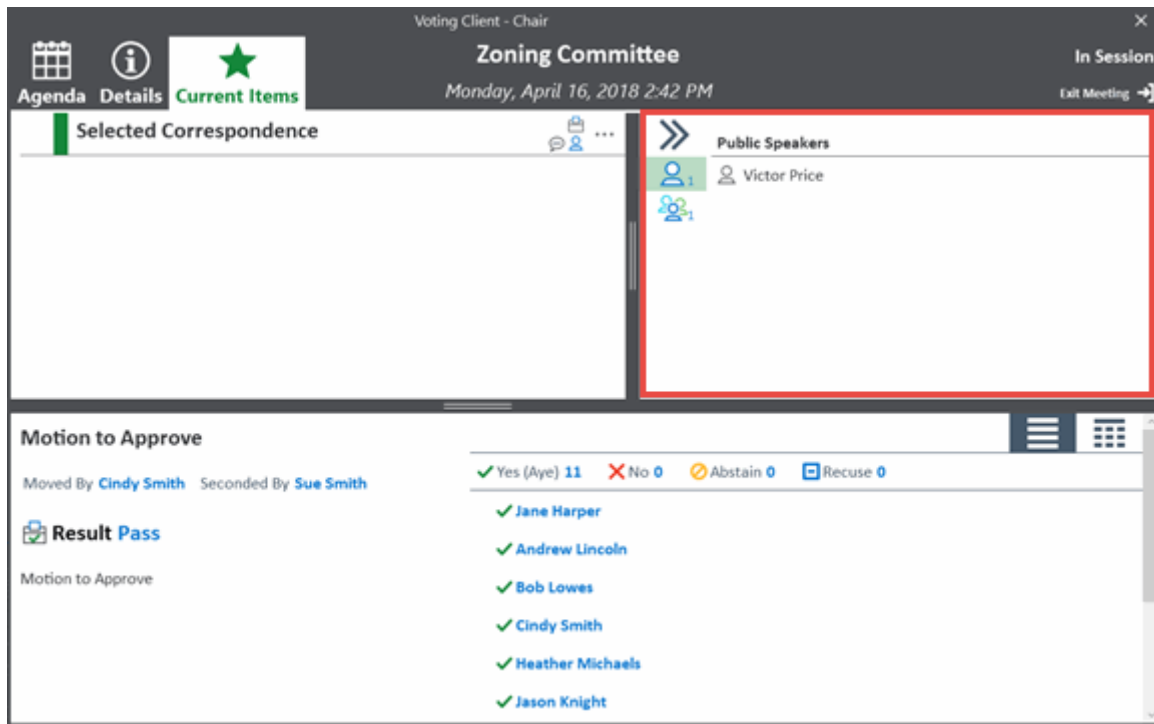 Voting Client - Chair
Zoning Committee
In Session
Agenda Details Current Items
Monday, April 16, 2018 2:42 PM
Exit Meeting
Selected Correspondence
...
Public Speakers
1
Victor Price
1
Motion to Approve
Moved By Cindy Smith Seconded By Sue Smith
Yes (Aye) 11 No 0 Abstain 0 Recuse 0
Result Pass
Motion to Approve
Jane Harper
Andrew Lincoln
Bob Lowes
Cindy Smith
Heather Michaels
Jason Knight